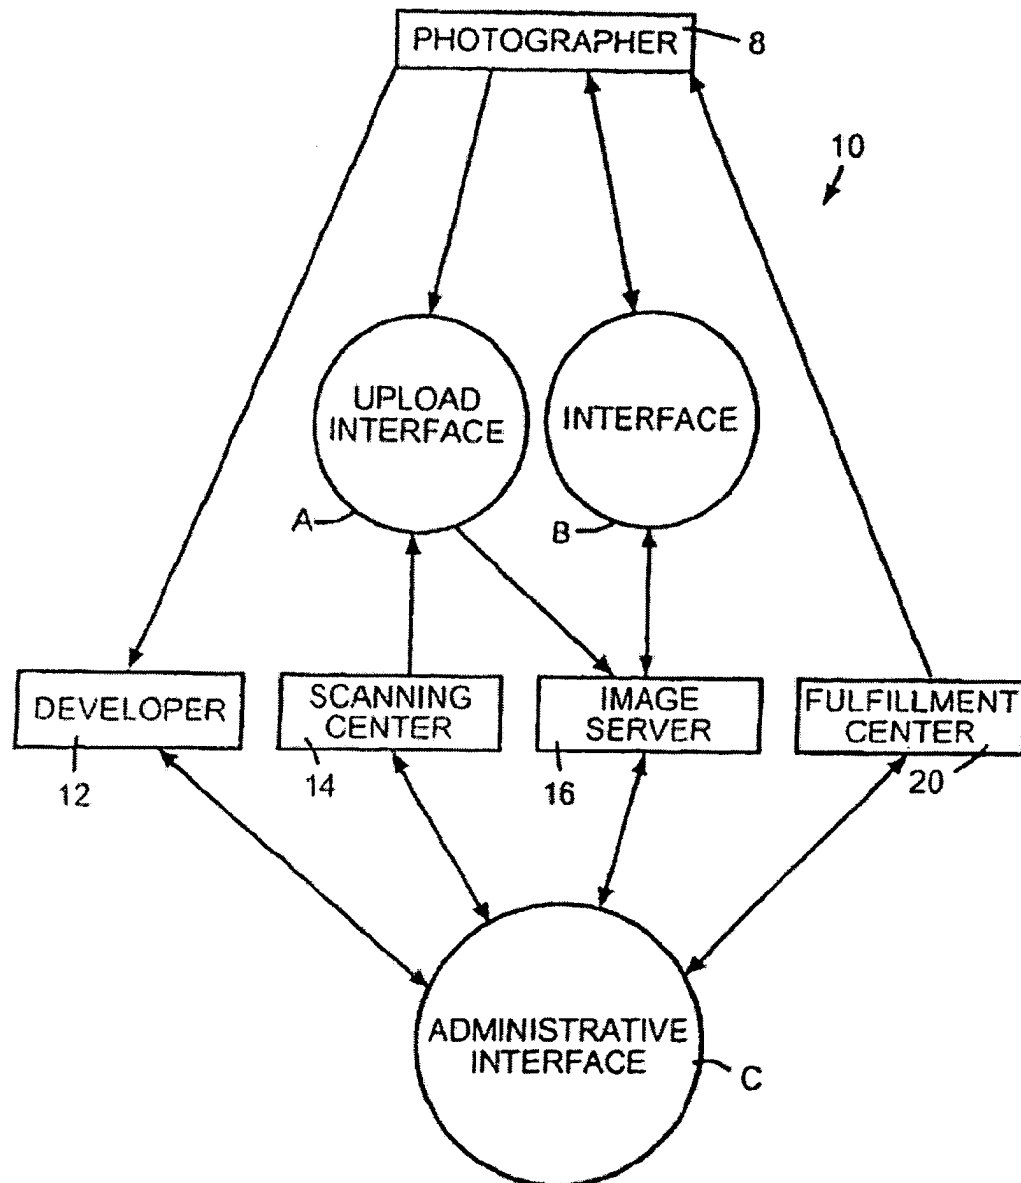 PHOTOGRAPHER
8
10
UPLOAD
INTERFACE
INTERFACE
A
B
DEVELOPER
SCANNING
CENTER
IMAGE
SERVER
FULFILLMENT
CENTER
12
14
16
20
ADMINISTRATIVE
INTERFACE
C